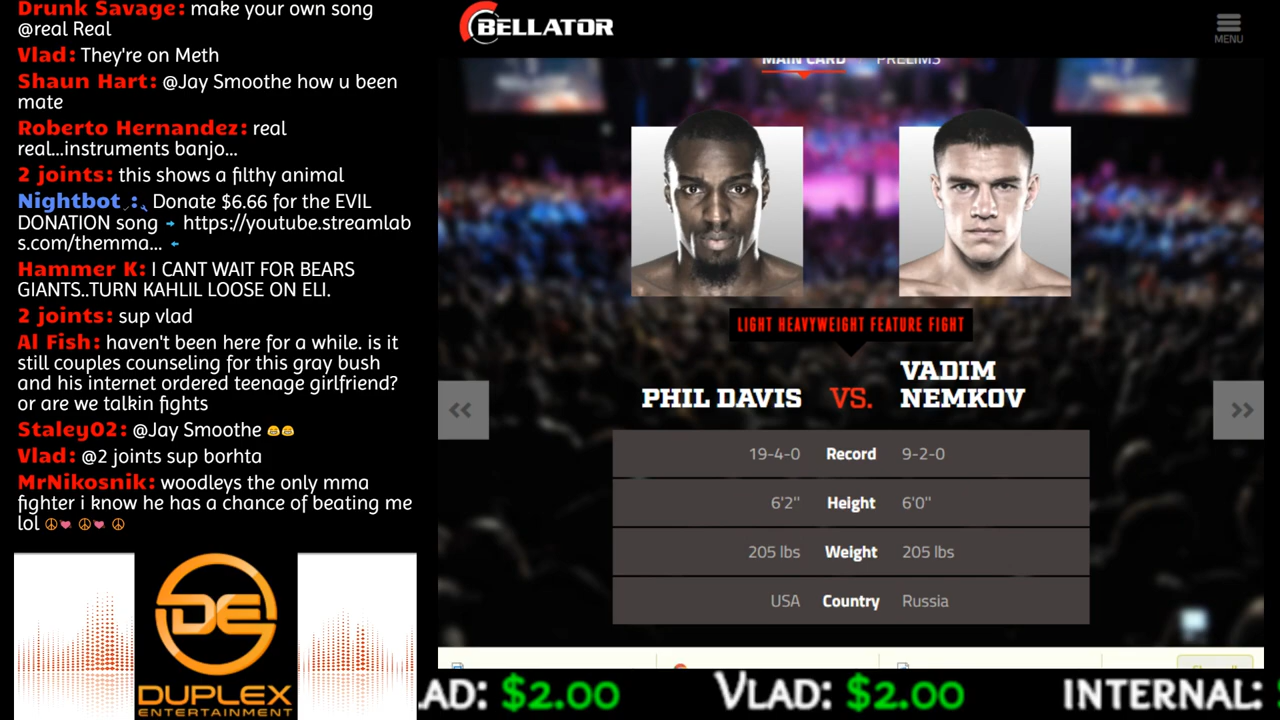 Drunk Savage: make your own song
@real Real
Vlad: They're on Meth
Shaun Hart: @Jay Smoothe how u been
mate
Roberto Hernandez: real
real...instruments banjo...
2 joints: this shows a filthy animal
Nightbot : Donate $6.66 for the EVIL
DONATION song → https://youtube.streamlab
s.com/themma... ←
Hammer K: I CANT WAIT FOR BEARS
GIANTS..TURN KAHLIL LOOSE ON ELI.
2 joints: sup vlad
Al Fish: haven't been here for a while. is it
still couples counseling for this gray bush
and his internet ordered teenage girlfriend?
or are we talkin fights
Staley02: @Jay Smoothe 😂😂
Vlad: @2 joints sup borhta
MrNikosnik: woodleys the only mma
fighter i know he has a chance of beating me
lol ☮💘 ☮💘 ☮
DE
DUPLEX
ENTERTAINMENT
BELLATOR
MENU
MAIN CARD / PRELIMS
LIGHT HEAVYWEIGHT FEATURE FIGHT
PHIL DAVIS VS. VADIM
NEMKOV
19-4-0 Record 9-2-0
6'2" Height 6'0"
205 lbs Weight 205 lbs
USA Country Russia
AD: $2.00 VLAD: $2.00 INTERNAL: $